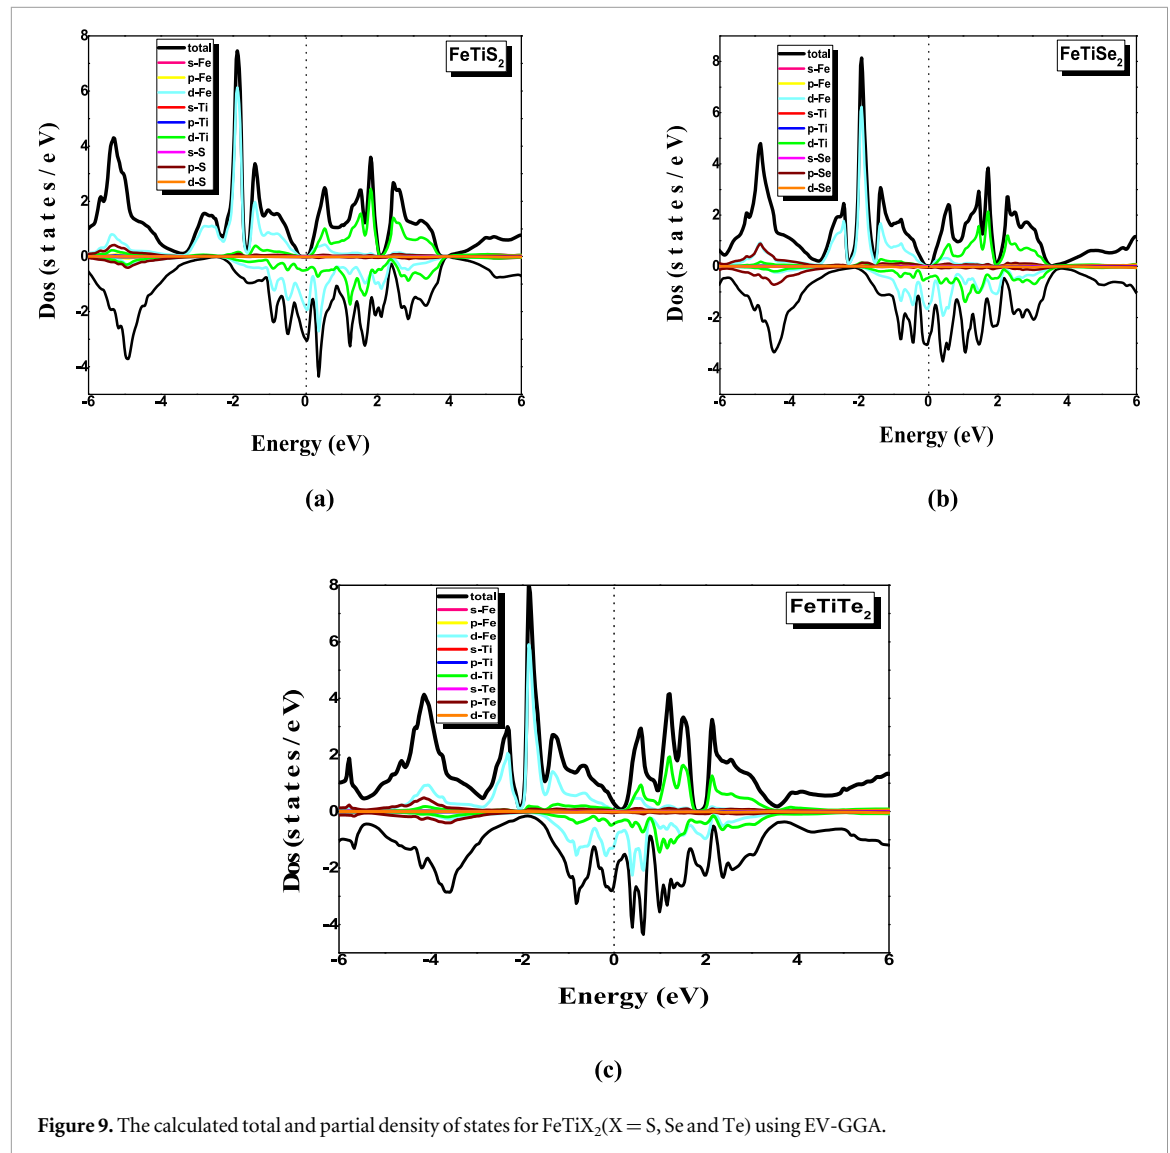 FeTiS2
total
s-Fe
p-Fe
d-Fe
s-Ti
p-Ti
d-Ti
s-S
p-S
d-S
8
6
4
2
0
-2
-4
-6 -4 -2 0 2 4 6
Dos (states/eV)
Energy (eV)
(a)
FeTiSe2
total
s-Fe
p-Fe
d-Fe
s-Ti
p-Ti
d-Ti
s-Se
p-Se
d-Se
8
6
4
2
0
-2
-4
-6 -4 -2 0 2 4 6
Dos (states/eV)
Energy (eV)
(b)
FeTiTe2
total
s-Fe
p-Fe
d-Fe
s-Ti
p-Ti
d-Ti
s-Te
p-Te
d-Te
8
6
4
2
0
-2
-4
-6 -4 -2 0 2 4 6
Dos (states/eV)
Energy (eV)
(c)
Figure 9. The calculated total and partial density of states for FeTiX2(X = S, Se and Te) using EV-GGA.